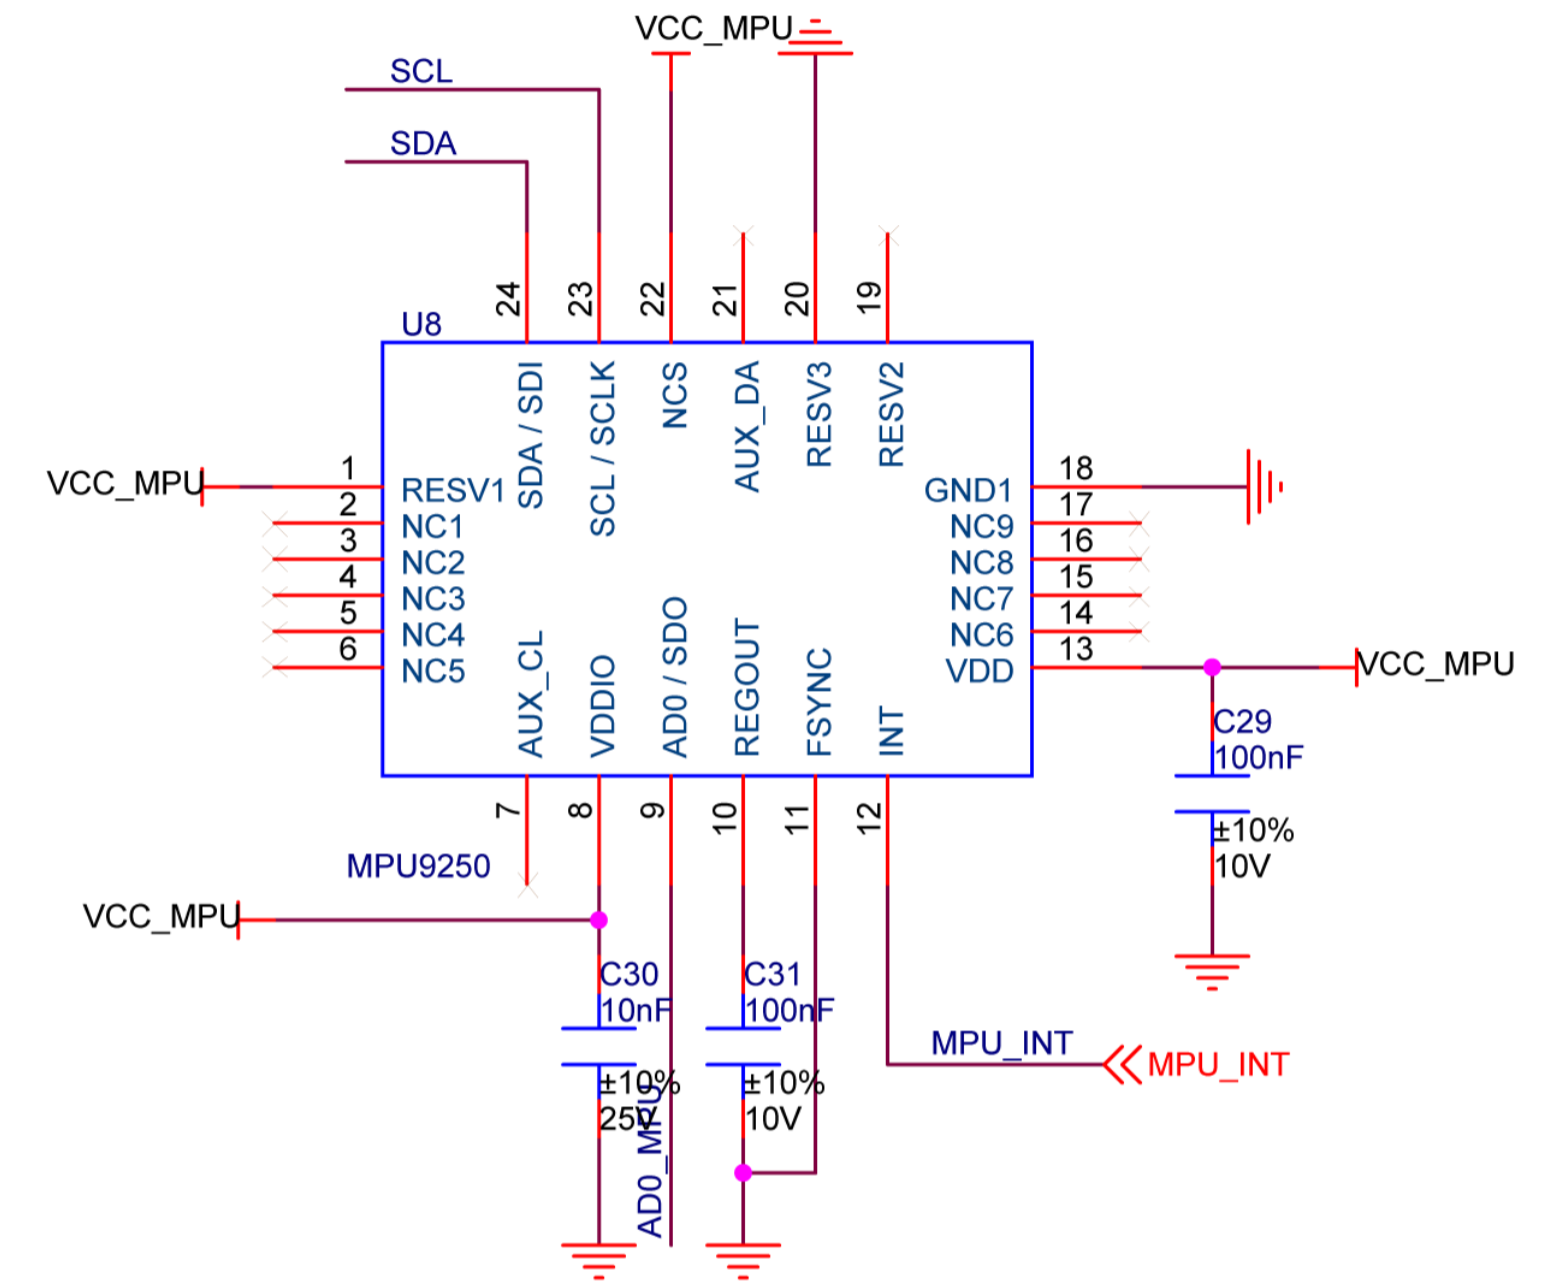 VCC_MPU
SCL
SDA
24
23
22
21
20
19
U8
SDA / SDI
SCL / SCLK
NCS
AUX_DA
RESV3
RESV2
VCC_MPU
1
RESV1
2
NC1
3
NC2
4
NC3
5
NC4
6
NC5
18
GND1
17
NC9
16
NC8
15
NC7
14
NC6
13
VDD
VCC_MPU
AUX_CL
VDDIO
AD0 / SDO
REGOUT
FSYNC
INT
C29
100nF
±10%
10V
7
8
9
10
11
12
MPU9250
VCC_MPU
C30
10nF
±10%
25V
AD0_MPU
C31
100nF
±10%
10V
MPU_INT
MPU_INT